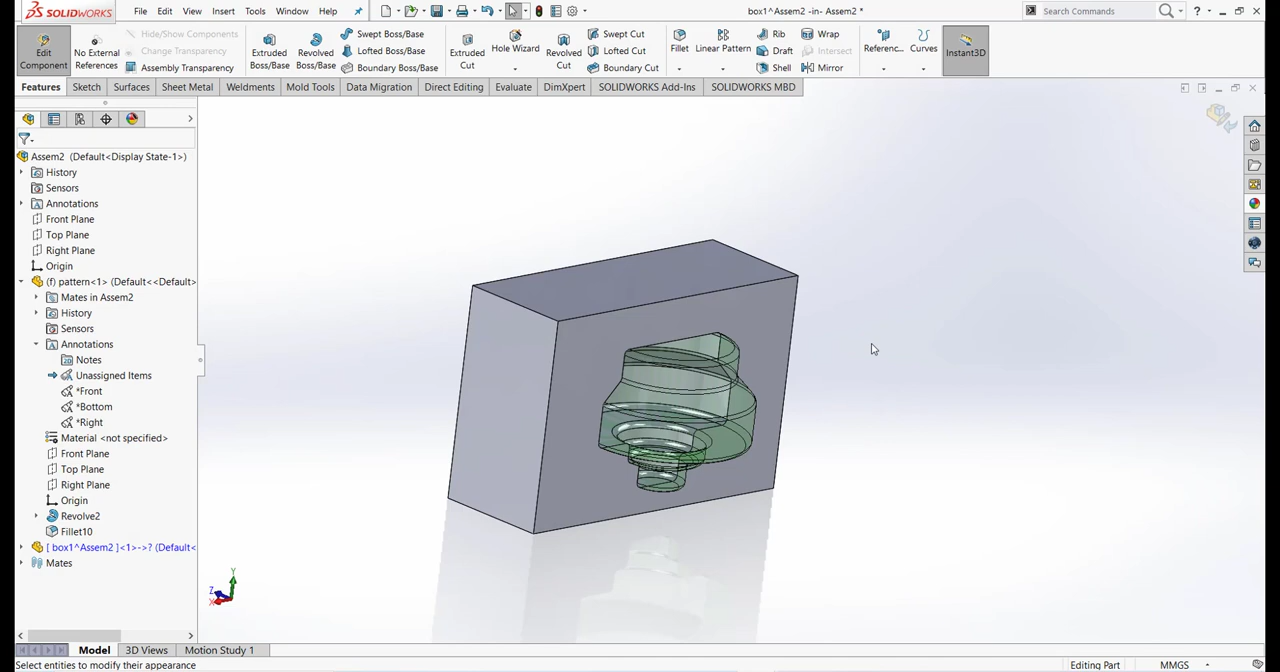 SOLIDWORKS File Edit View Insert Tools Window Help box1^Assem2 -in- Assem2 * Search Commands
Edit Component
No External References
Hide/Show Components
Change Transparency
Assembly Transparency
Extruded Boss/Base
Revolved Boss/Base
Swept Boss/Base
Lofted Boss/Base
Boundary Boss/Base
Extruded Cut
Hole Wizard
Revolved Cut
Swept Cut
Lofted Cut
Boundary Cut
Fillet
Linear Pattern
Rib
Draft
Shell
Wrap
Intersect
Mirror
Referenc...
Curves
Instant3D
Features Sketch Surfaces Sheet Metal Weldments Mold Tools Data Migration Direct Editing Evaluate DimXpert SOLIDWORKS Add-Ins SOLIDWORKS MBD
Assem2 (Default<Display State-1>)
History
Sensors
Annotations
Front Plane
Top Plane
Right Plane
Origin
(f) pattern<1> (Default<<Default>
Mates in Assem2
History
Sensors
Annotations
Notes
Unassigned Items
*Front
*Bottom
*Right
Material <not specified>
Front Plane
Top Plane
Right Plane
Origin
Revolve2
Fillet10
[ box1^Assem2 ]<1>->? (Default<
Mates
Y
Z
X
Model 3D Views Motion Study 1
Select entities to modify their appearance Editing Part MMGS